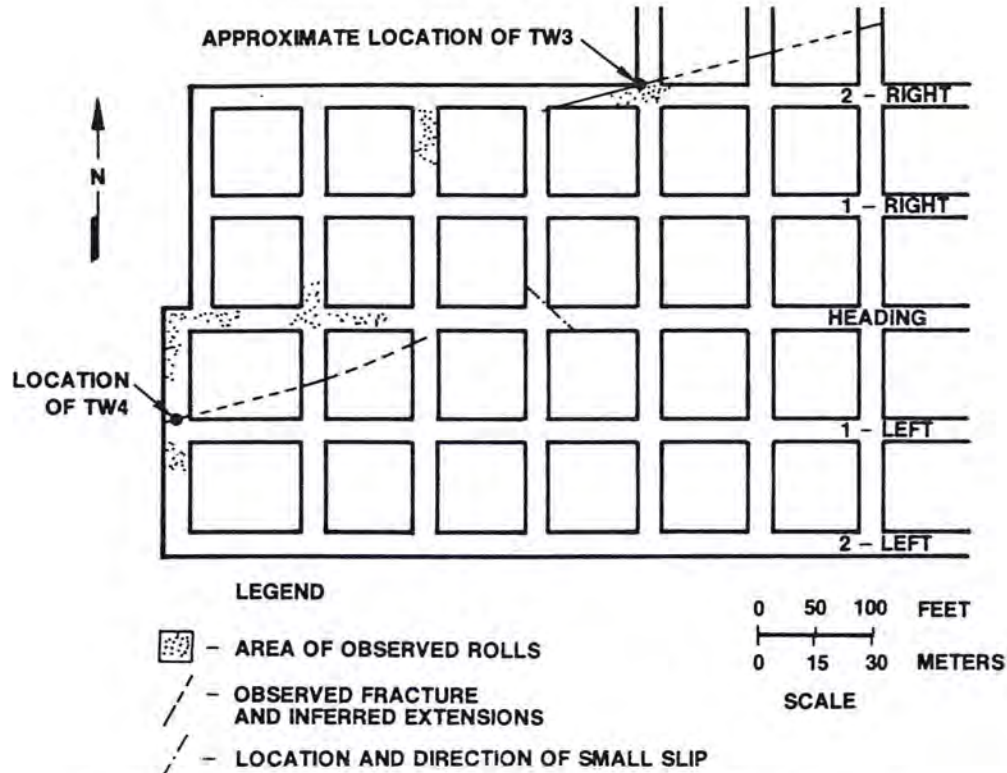 APPROXIMATE LOCATION OF TW3
2 - RIGHT
N
1 - RIGHT
HEADING
LOCATION
OF TW4
1 - LEFT
2 - LEFT
LEGEND
- AREA OF OBSERVED ROLLS
- OBSERVED FRACTURE
AND INFERRED EXTENSIONS
- LOCATION AND DIRECTION OF SMALL SLIP
0 50 100 FEET
0 15 30 METERS
SCALE